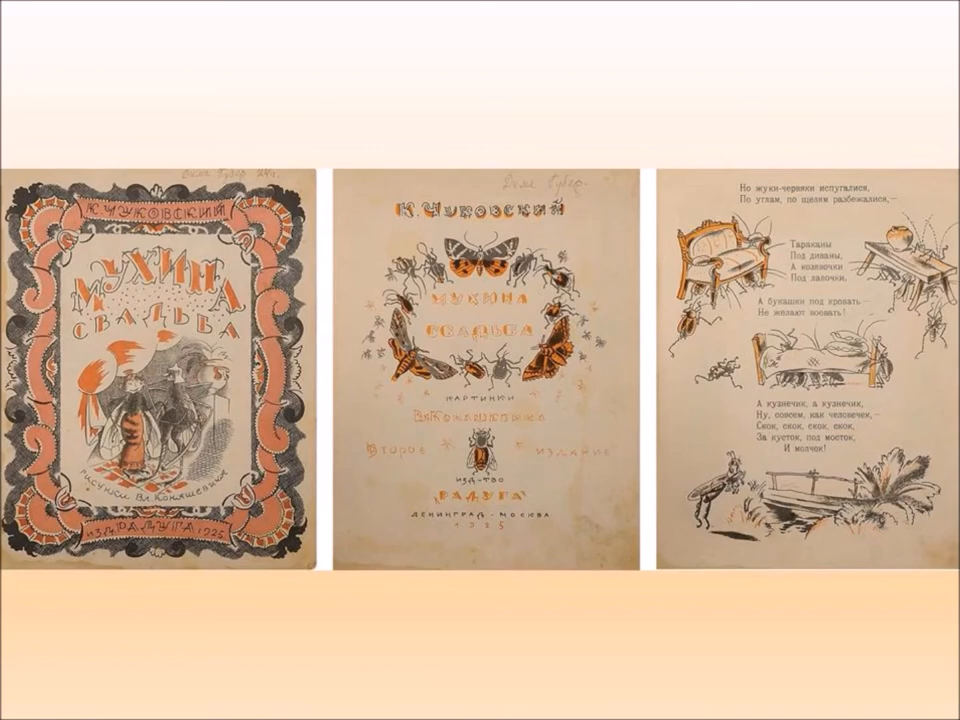 К. ЧУКОВСКИЙ
МУХИНА
СВАДЬБА
РИСУНКИ ВЛ. КОНАШЕВИЧА
ИЗД. РАДУГА 1925
К. ЧУКОВСКИЙ
МУХИНА
СВАДЬБА
КАРТИНКИ
В. КОНАШЕВИЧА
ВТОРОЕ ИЗДАНИЕ
ИЗД-ТВО
"РАДУГА"
ЛЕНИНГРАД - МОСКВА
1925
Но жуки-червяки испугалися,
По углам, по щелям разбежалися,—
Тараканы
Под диваны,
А козявочки
Под лавочки,
А букашки под кровать—
Не желают воевать!
А кузнечик, а кузнечик,
Ну, совсем, как человечек,—
Скок, скок, скок, скок,
За кусток, под мосток,
И молчок!